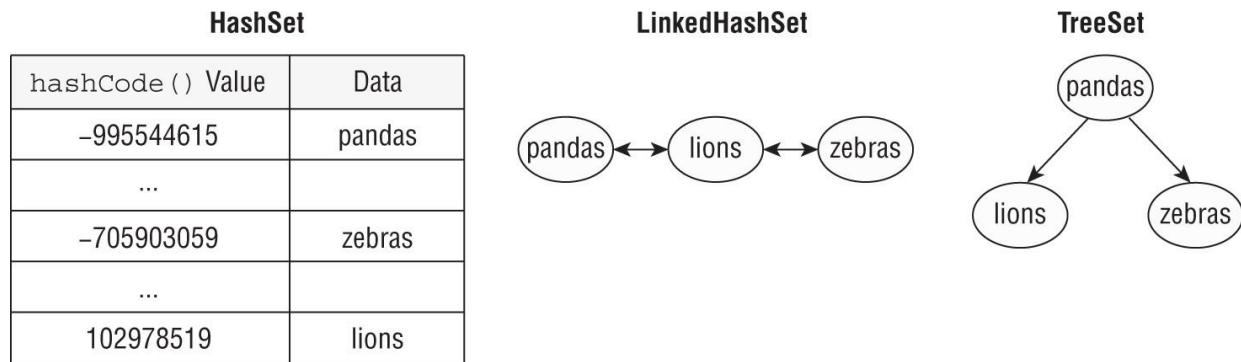 HashSet
hashCode() Value Data
–995544615 pandas
...
–705903059 zebras
...
102978519 lions
LinkedHashSet
pandas lions zebras
TreeSet
pandas
lions zebras